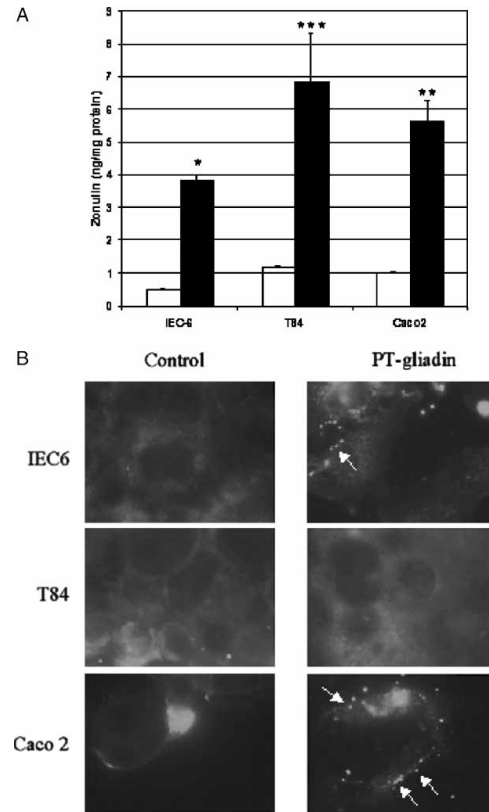 A
9
8
7
6
5
4
3
2
1
0
Zonulin (ng/mg protein)
*
***
**
IEC-6 T84 Caco2
B
Control PT-gliadin
IEC6
T84
Caco 2